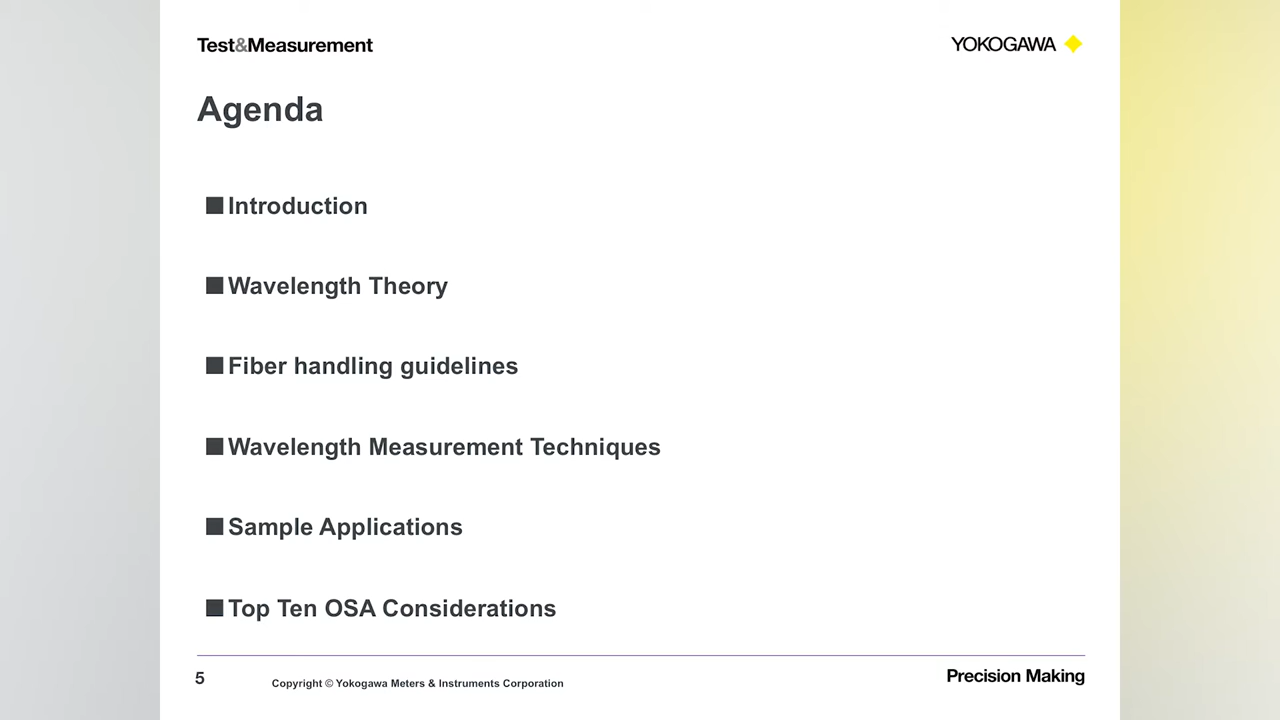 Test&Measurement
YOKOGAWA
Agenda
Introduction
Wavelength Theory
Fiber handling guidelines
Wavelength Measurement Techniques
Sample Applications
Top Ten OSA Considerations
5
Copyright © Yokogawa Meters & Instruments Corporation
Precision Making